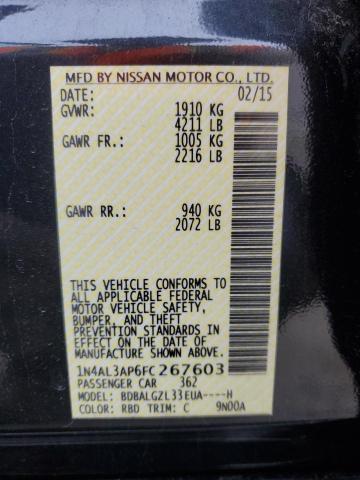 MFD BY NISSAN MOTOR CO., LTD.
DATE: 02/15
GVWR: 1910 KG
4211 LB
GAWR FR.: 1005 KG
2216 LB
GAWR RR.: 940 KG
2072 LB
THIS VEHICLE CONFORMS TO
ALL APPLICABLE FEDERAL
MOTOR VEHICLE SAFETY,
BUMPER, AND THEFT
PREVENTION STANDARDS
IN EFFECT ON THE DATE
OF MANUFACTURE SHOWN
ABOVE.
1N4AL3AP6FC267603
PASSENGER CAR 362
MODEL: BDBALGZL33EUA----H
COLOR: RBD TRIM: C 9N00A